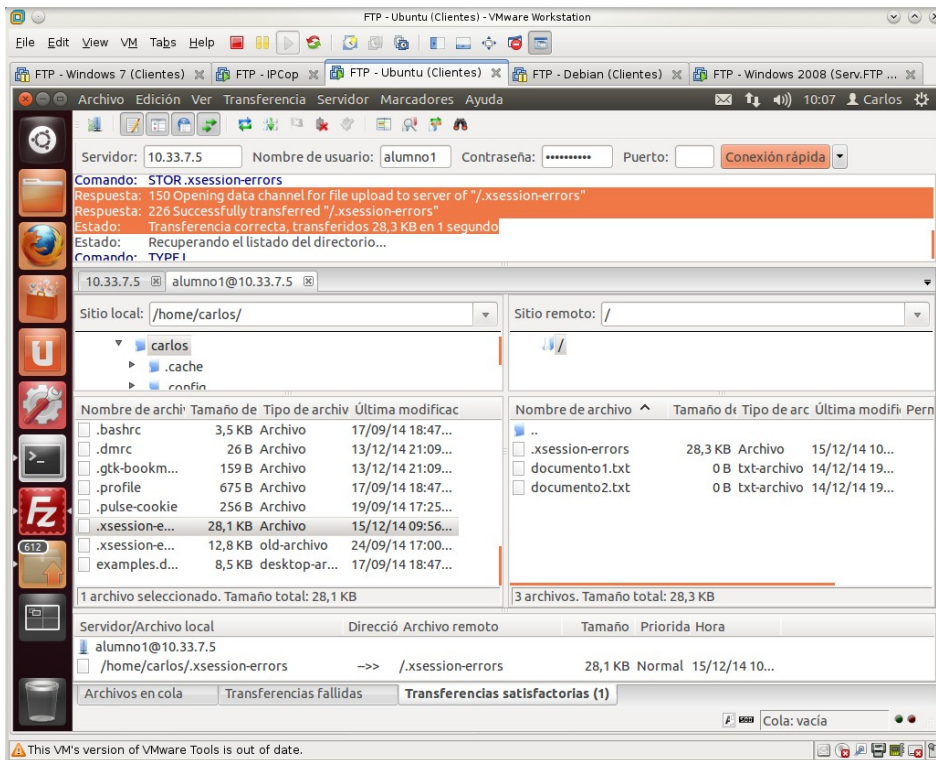 FTP - Ubuntu (Clientes) - VMware Workstation
File Edit View VM Tabs Help
FTP - Windows 7 (Clientes) FTP - IPCop FTP - Ubuntu (Clientes) FTP - Debian (Clientes) FTP - Windows 2008 (Serv.FTP ...
Archivo Edición Ver Transferencia Servidor Marcadores Ayuda 10:07 Carlos
Servidor: 10.33.7.5 Nombre de usuario: alumno1 Contraseña: •••••••••• Puerto: Conexión rápida
Comando: STOR .xsession-errors
Respuesta: 150 Opening data channel for file upload to server of "/.xsession-errors"
Respuesta: 226 Successfully transferred "/.xsession-errors"
Estado: Transferencia correcta, transferidos 28,3 KB en 1 segundo
Estado: Recuperando el listado del directorio...
Comando: TYPE I
10.33.7.5 alumno1@10.33.7.5
Sitio local: /home/carlos/ Sitio remoto: /
carlos /
.cache
.config
Nombre de archiv Tamaño de Tipo de archiv Última modificac Nombre de archivo Tamaño de Tipo de arc Última modifi Perm
.bashrc 3,5 KB Archivo 17/09/14 18:47... ..
.dmrc 26 B Archivo 13/12/14 21:09... .xsession-errors 28,3 KB Archivo 15/12/14 10...
.gtk-bookm... 159 B Archivo 13/12/14 21:09... documento1.txt 0 B txt-archivo 14/12/14 19...
.profile 675 B Archivo 17/09/14 18:47... documento2.txt 0 B txt-archivo 14/12/14 19...
.pulse-cookie 256 B Archivo 19/09/14 17:25...
.xsession-e... 28,1 KB Archivo 15/12/14 09:56...
.xsession-e... 12,8 KB old-archivo 24/09/14 17:00...
examples.d... 8,5 KB desktop-ar... 17/09/14 18:47...
1 archivo seleccionado. Tamaño total: 28,1 KB 3 archivos. Tamaño total: 28,3 KB
Servidor/Archivo local Direcció Archivo remoto Tamaño Priorida Hora
alumno1@10.33.7.5
/home/carlos/.xsession-errors -->> /.xsession-errors 28,1 KB Normal 15/12/14 10...
Archivos en cola Transferencias fallidas Transferencias satisfactorias (1)
Cola: vacía
612
This VM's version of VMware Tools is out of date.